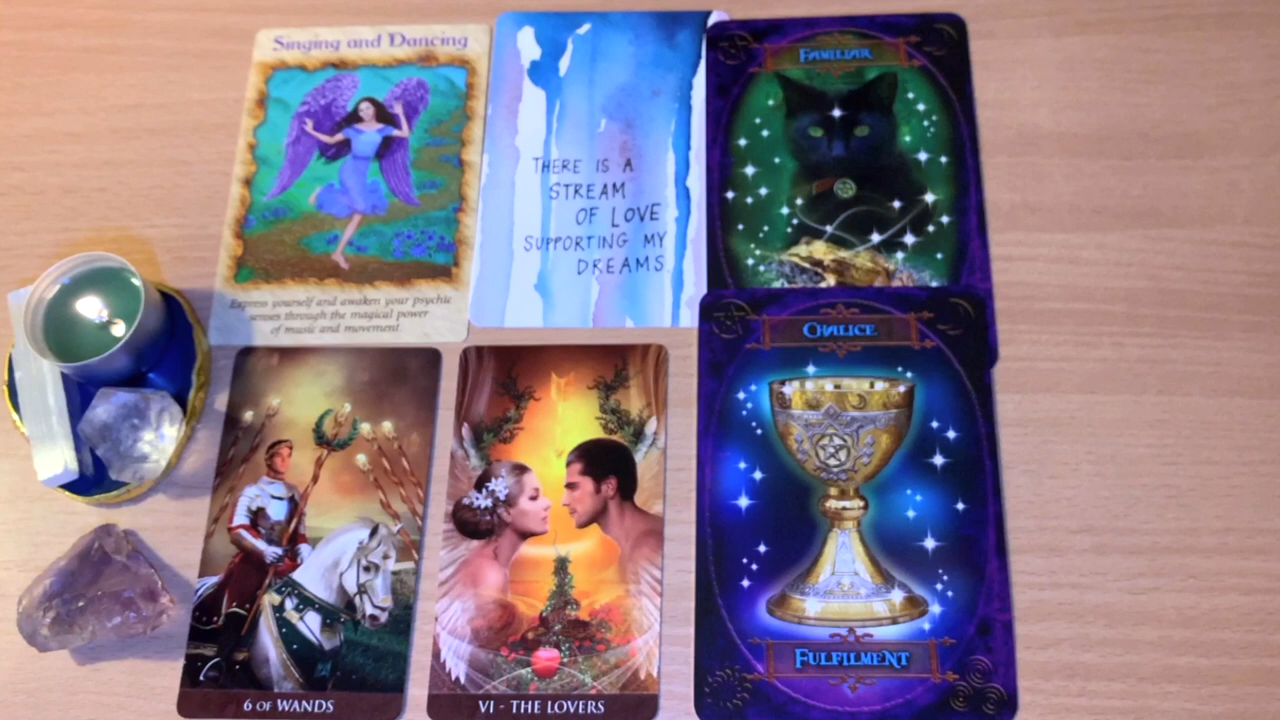 Singing and Dancing
Express yourself and awaken your psychic
senses through the magical power
of music and movement.
THERE IS A
STREAM
OF LOVE
SUPPORTING MY
DREAMS.
FAMILIAR
CHALICE
FULFILMENT
6 OF WANDS
VI - THE LOVERS